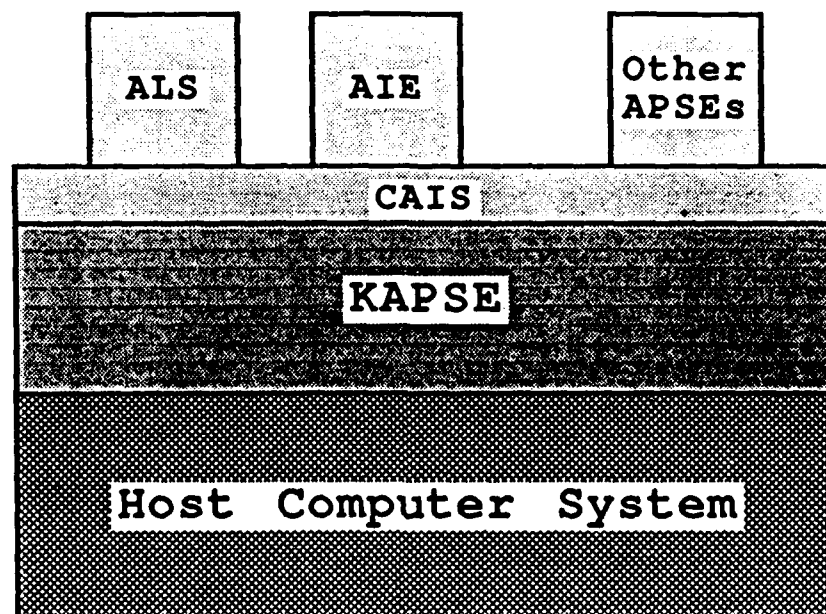 ALS
AIE
Other
APSEs
CAIS
KAPSE
Host Computer System